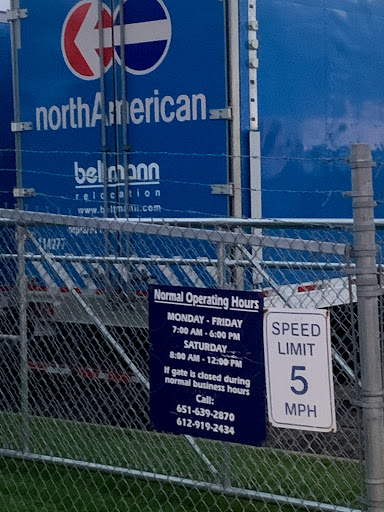 northAmerican
bellmann
relocation
Normal Operating Hours
MONDAY - FRIDAY
7:00 AM - 6:00 PM
SATURDAY
8:00 AM - 12:00 PM
If gate is closed during
normal business hours
Call:
651-639-2870
612-919-2434
SPEED
LIMIT
5
MPH